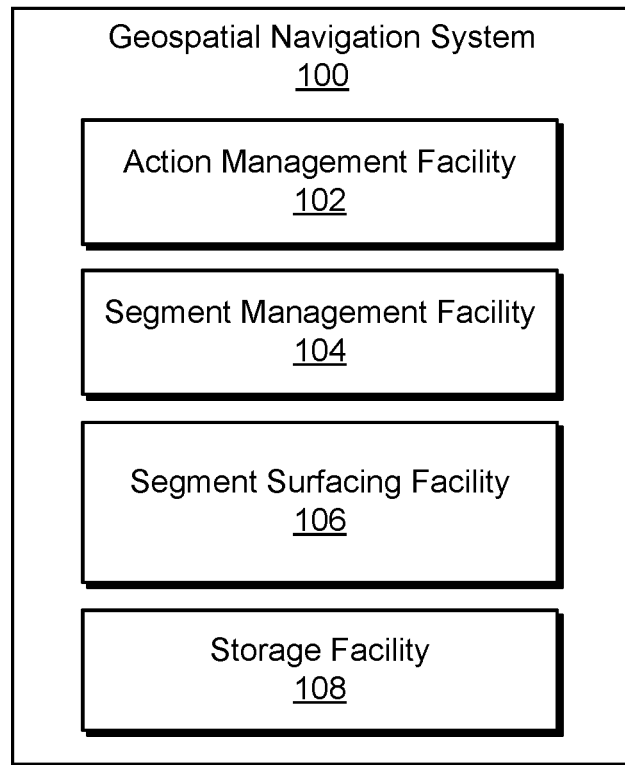 Geospatial Navigation System
100
Action Management Facility
102
Segment Management Facility
104
Segment Surfacing Facility
106
Storage Facility
108